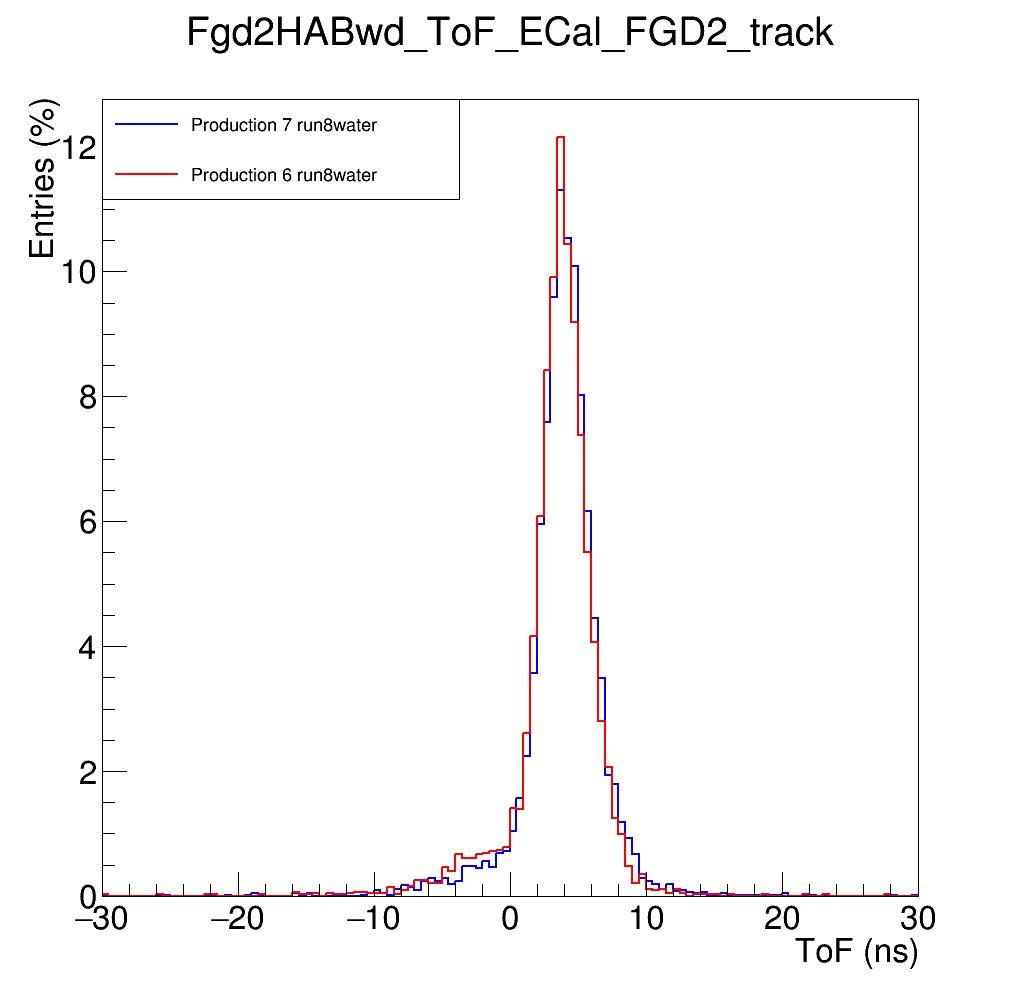 Fgd2HABwd_ToF_ECal_FGD2_track
Entries (%)
Production 7 run8water
Production 6 run8water
12
10
8
6
4
2
0
−30 −20 −10 0 10 20 30
ToF (ns)